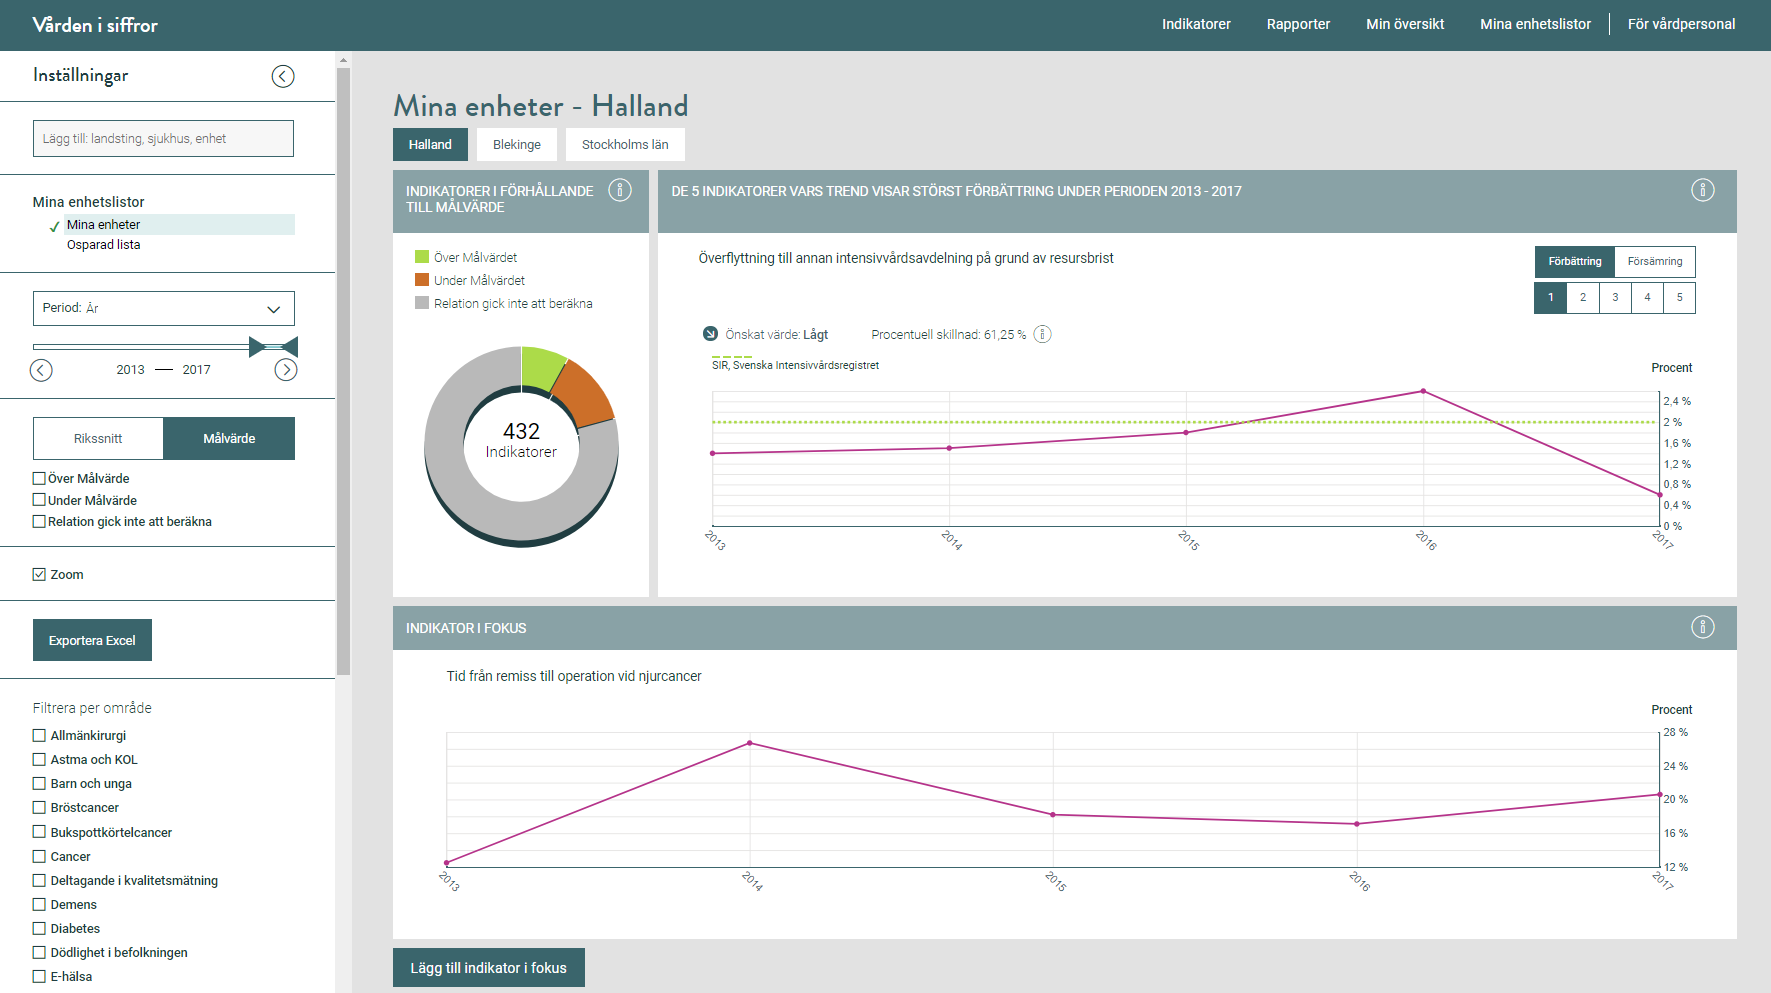 Vården i siffror
Indikatorer
Rapporter
Min översikt
Mina enhetslistor
För vårdpersonal
Inställningar
Lägg till: landsting, sjukhus, enhet
Mina enhetslistor
Mina enheter
Osparad lista
Period: År
2013 — 2017
Rikssnitt
Målvärde
Över Målvärde
Under Målvärde
Relation gick inte att beräkna
Zoom
Exportera Excel
Filtrera per område
Allmänkirurgi
Astma och KOL
Barn och unga
Bröstcancer
Bukspottkörtelcancer
Cancer
Deltagande i kvalitetsmätning
Demens
Diabetes
Dödlighet i befolkningen
E-hälsa
Mina enheter - Halland
Halland
Blekinge
Stockholms län
INDIKATORER I FÖRHÅLLANDE
TILL MÅLVÄRDE
Över Målvärdet
Under Målvärdet
Relation gick inte att beräkna
432
Indikatorer
DE 5 INDIKATORER VARS TREND VISAR STÖRST FÖRBÄTTRING UNDER PERIODEN 2013 - 2017
Överflyttning till annan intensivvårdsavdelning på grund av resursbrist
Förbättring
Försämring
1
2
3
4
5
Önskat värde: Lågt
Procentuell skillnad: 61,25 %
SIR, Svenska Intensivvårdsregistret
Procent
2,4 %
2 %
1,6 %
1,2 %
0,8 %
0,4 %
0 %
2013
2014
2015
2016
2017
INDIKATOR I FOKUS
Tid från remiss till operation vid njurcancer
Procent
28 %
24 %
20 %
16 %
12 %
2013
2014
2015
2016
2017
Lägg till indikator i fokus